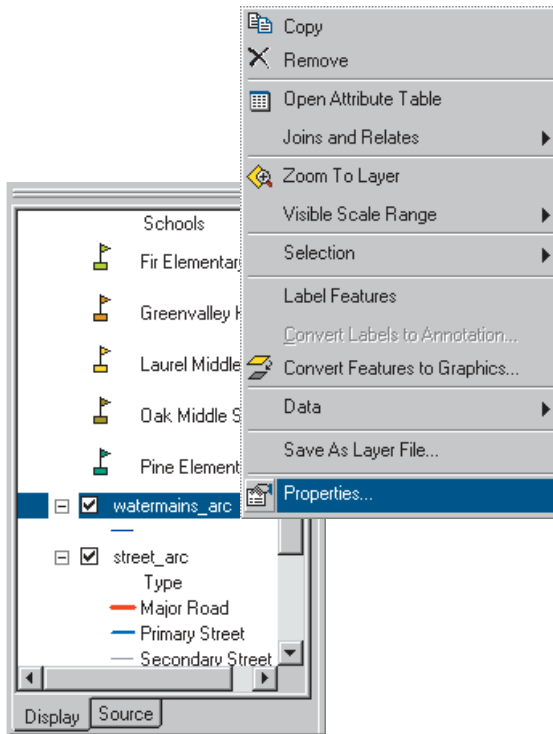 Copy
Remove
Open Attribute Table
Joins and Relates
Zoom To Layer
Visible Scale Range
Selection
Label Features
Convert Labels to Annotation...
Convert Features to Graphics...
Data
Save As Layer File...
Properties...
Schools
Fir Elementar
Greenvalley
Laurel Middle
Oak Middle S
Pine Element
watermains_arc
street_arc
Type
Major Road
Primary Street
Secondary Street
Display
Source